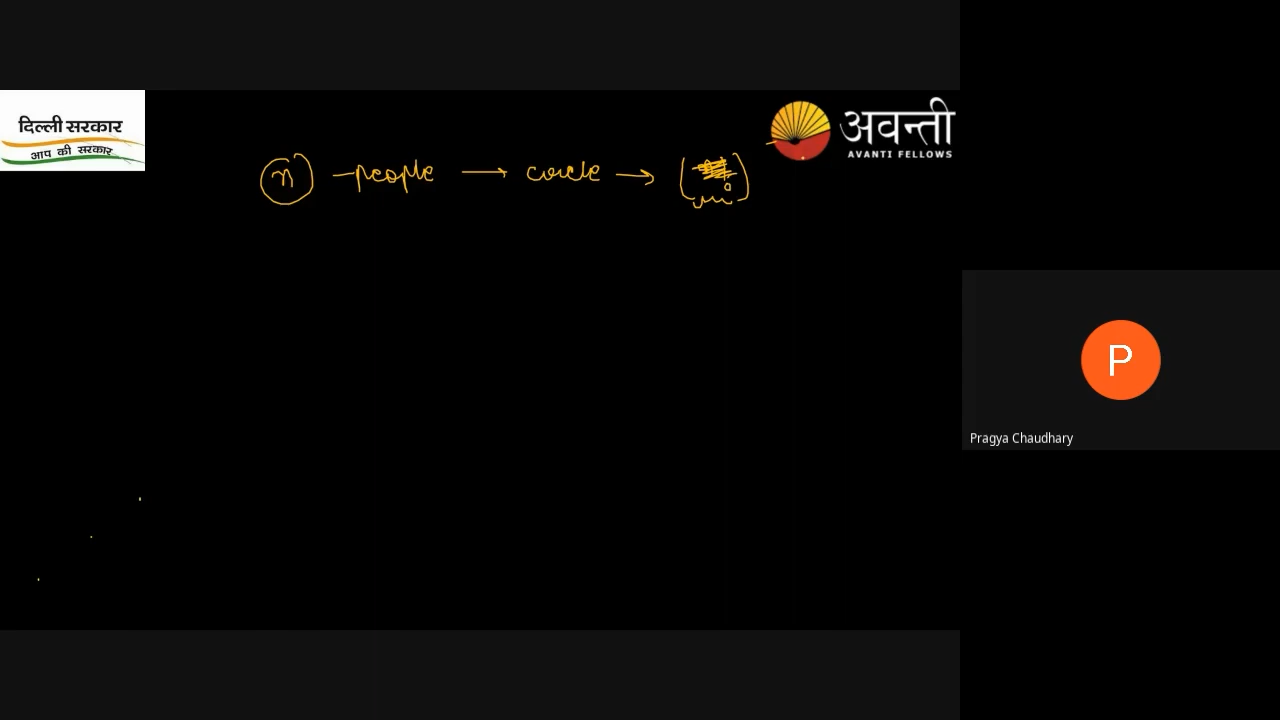 दिल्ली सरकार
आप की सरकार
अवन्ती
AVANTI FELLOWS
(n) - people → circle → ( )
P
Pragya Chaudhary